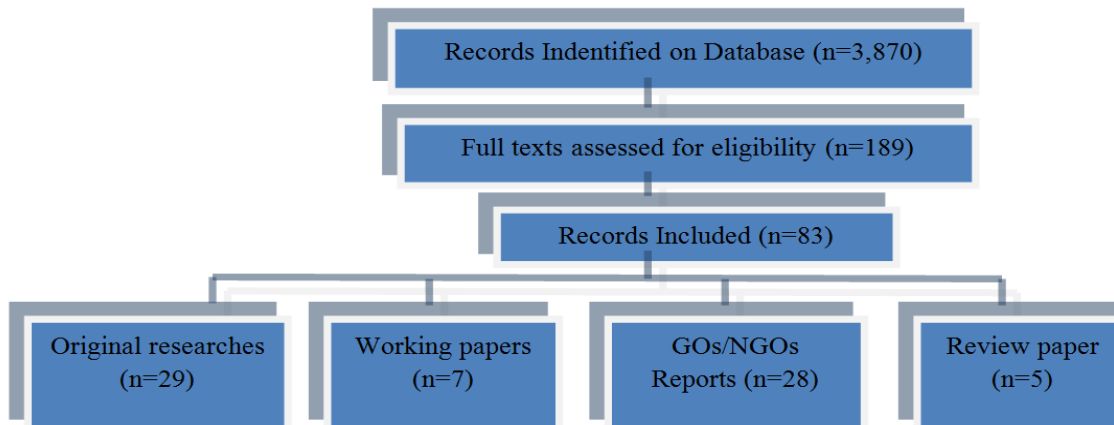 Records Indentified on Database (n=3,870)
Full texts assessed for eligibility (n=189)
Records Included (n=83)
Original researches
(n=29)
Working papers
(n=7)
GOs/NGOs
Reports (n=28)
Review paper
(n=5)